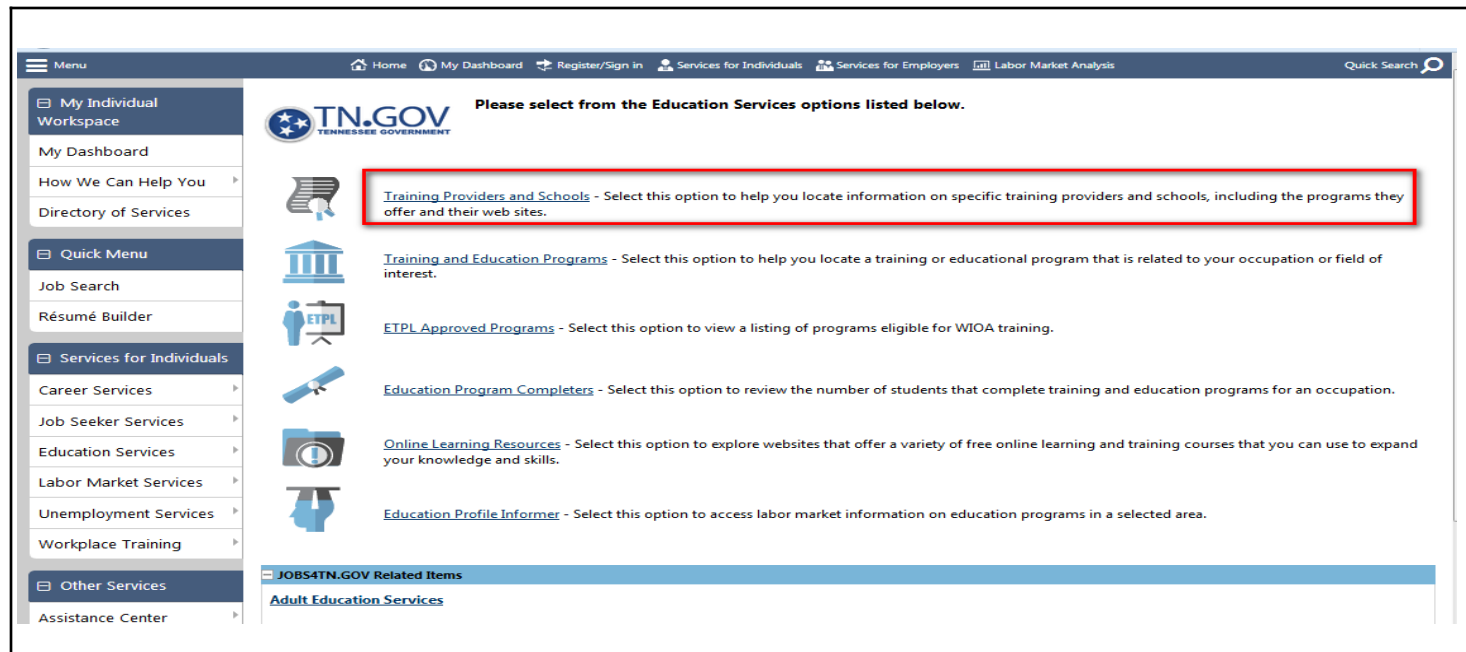 Menu
Home My Dashboard Register/Sign in Services for Individuals Services for Employers Labor Market Analysis
Quick Search
My Individual
Workspace
My Dashboard
How We Can Help You
Directory of Services
Quick Menu
Job Search
Résumé Builder
Services for Individuals
Career Services
Job Seeker Services
Education Services
Labor Market Services
Unemployment Services
Workplace Training
Other Services
Assistance Center
TN.GOV
TENNESSEE GOVERNMENT
Please select from the Education Services options listed below.
Training Providers and Schools - Select this option to help you locate information on specific training providers and schools, including the programs they
offer and their web sites.
Training and Education Programs - Select this option to help you locate a training or educational program that is related to your occupation or field of
interest.
ETPL
ETPL Approved Programs - Select this option to view a listing of programs eligible for WIOA training.
Education Program Completers - Select this option to review the number of students that complete training and education programs for an occupation.
Online Learning Resources - Select this option to explore websites that offer a variety of free online learning and training courses that you can use to expand
your knowledge and skills.
Education Profile Informer - Select this option to access labor market information on education programs in a selected area.
JOBS4TN.GOV Related Items
Adult Education Services